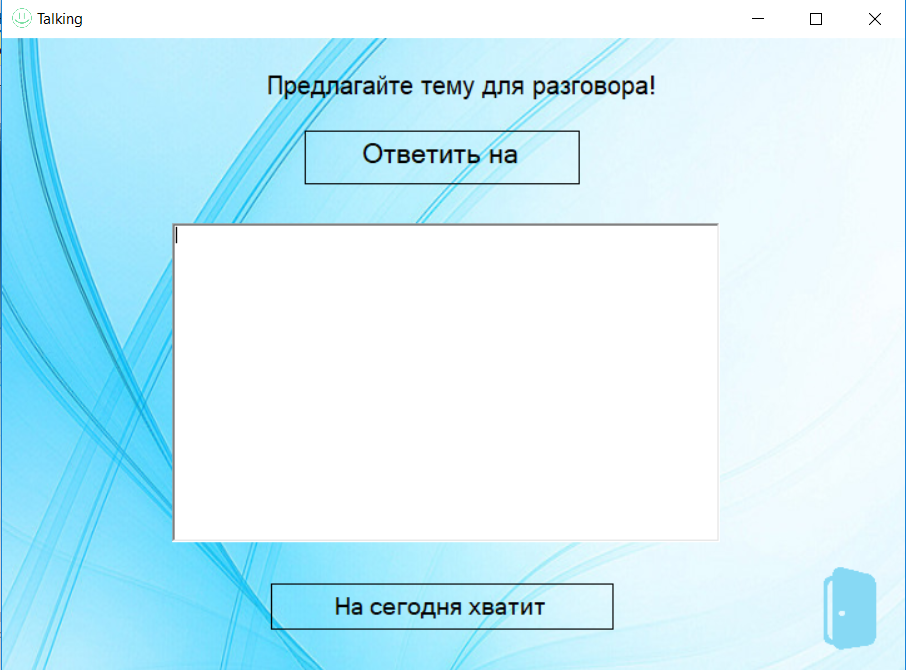 Talking
Предлагайте тему для разговора!
Ответить на
На сегодня хватит